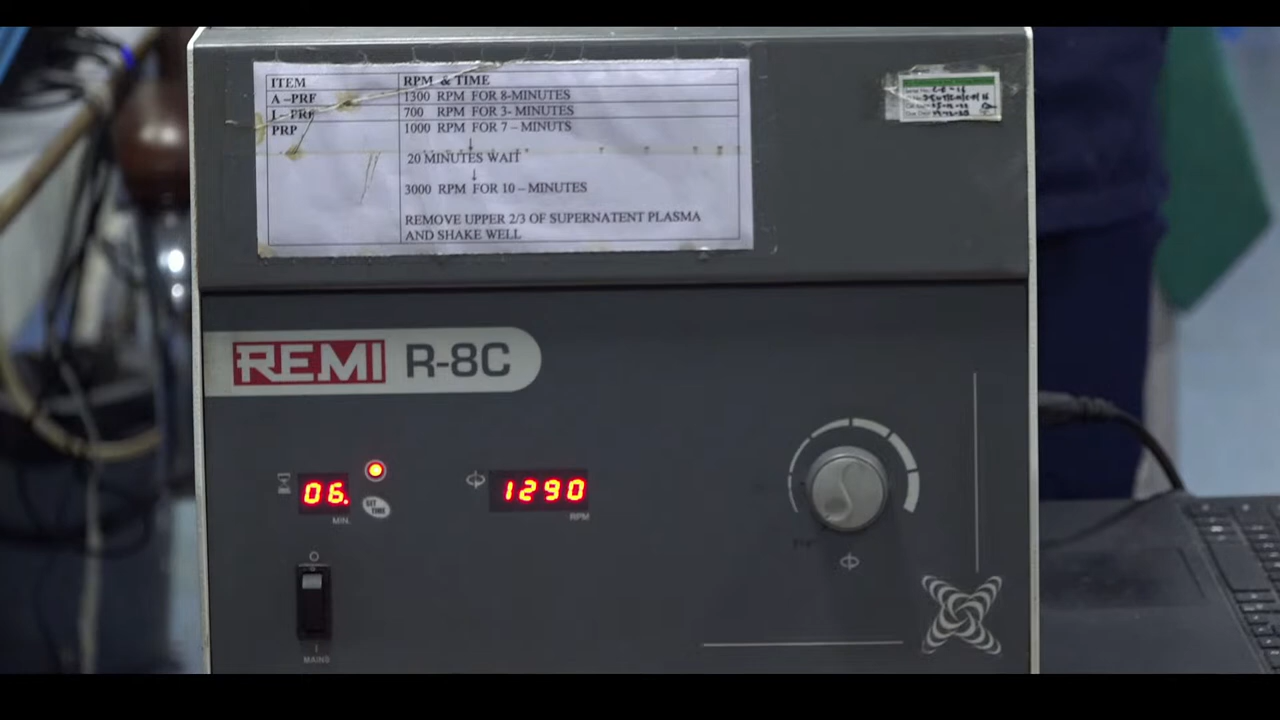 ITEM RPM & TIME
A –PRF 1300 RPM FOR 8-MINUTES
I – PRF 700 RPM FOR 3- MINUTES
PRP 1000 RPM FOR 7 – MINUTS
↓
20 MINUTES WAIT
↓
3000 RPM FOR 10 – MINUTES
REMOVE UPPER 2/3 OF SUPERNATENT PLASMA
AND SHAKE WELL
REMI R-8C
06. SET TIME 1290
MIN. RPM
MAINS